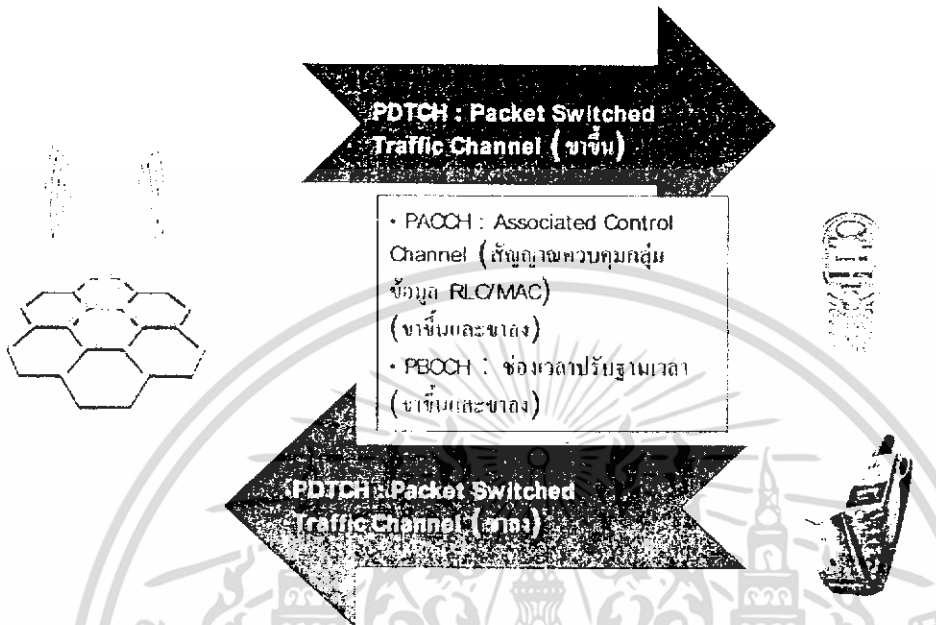 PDTCH : Packet Switched
Traffic Channel (ขาขึ้น)
• PACCH : Associated Control
Channel (สัญญาณควบคุมกลุ่ม
ข้อมูล RLC/MAC)
(ขาขึ้นและขาลง)
• PBCCH : ช่องเวลาปรับฐานเวลา
(ขาขึ้นและขาลง)
PDTCH : Packet Switched
Traffic Channel (ขาลง)